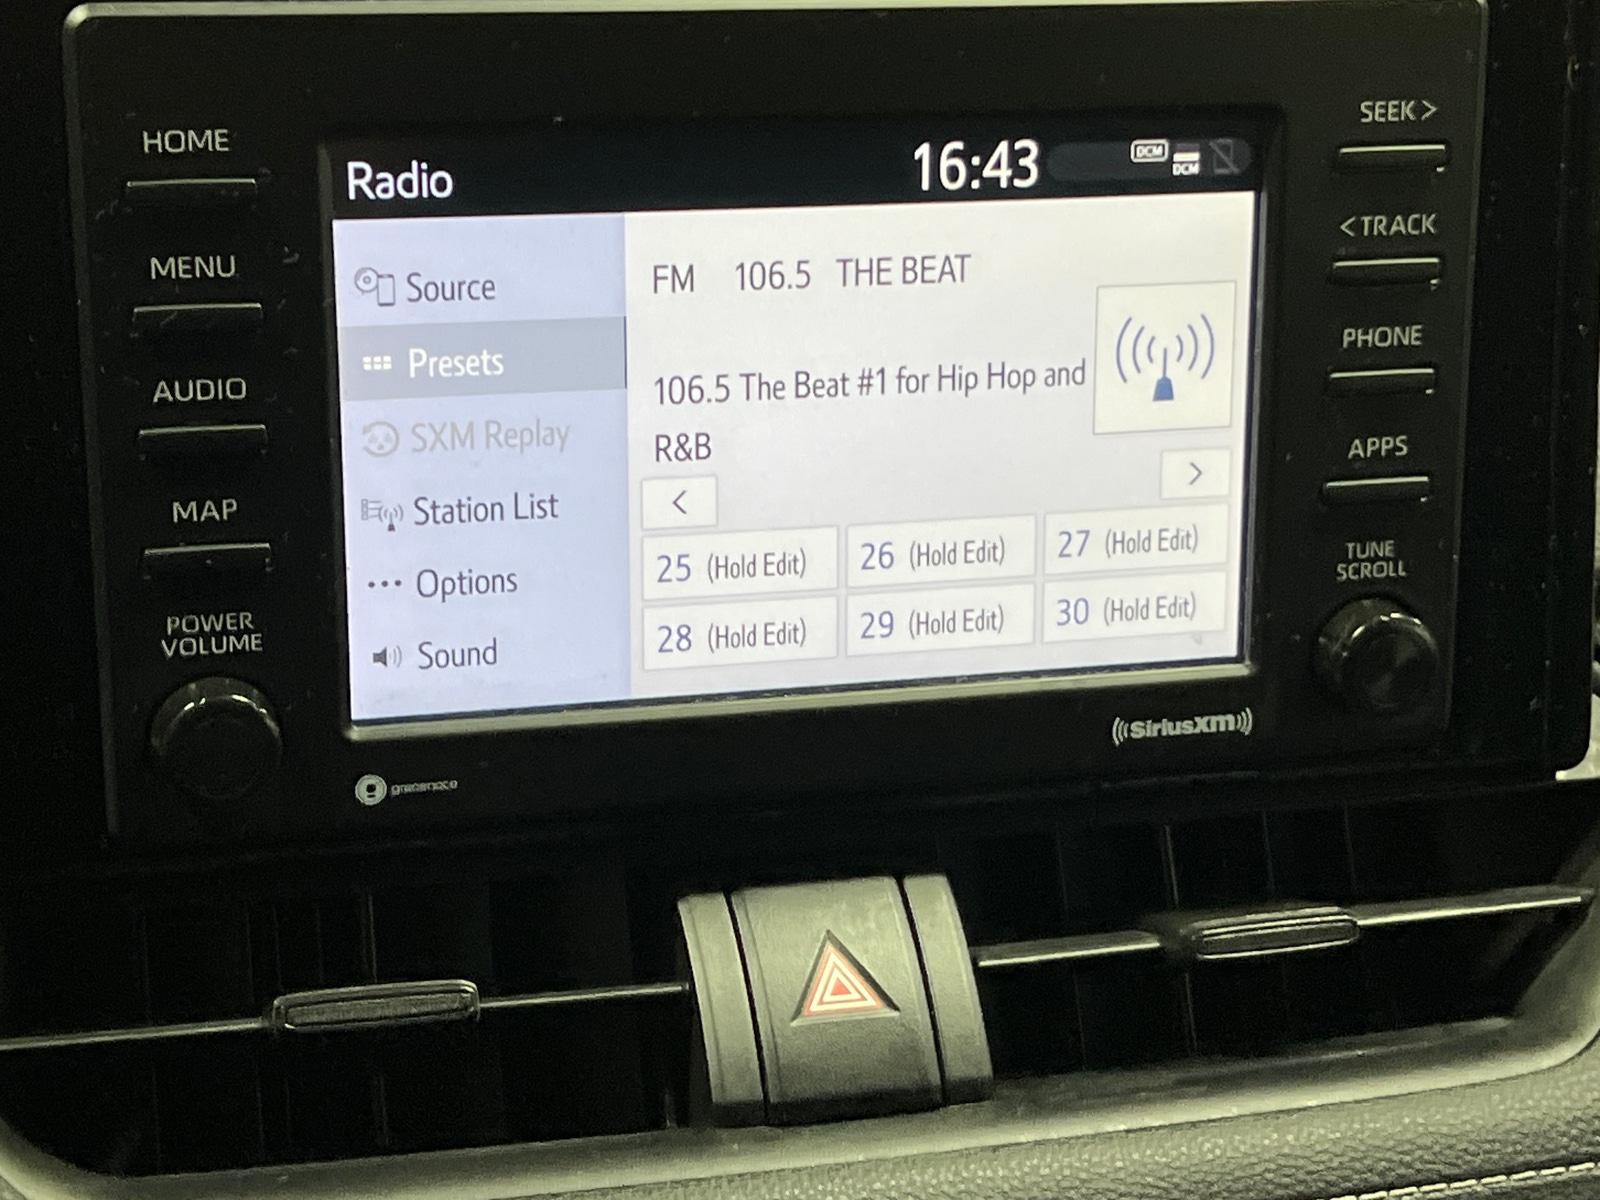 HOME
MENU
AUDIO
MAP
POWER
VOLUME
Radio
16:43
DCM
DCM
Source
Presets
SXM Replay
Station List
Options
Sound
FM 106.5 THE BEAT
106.5 The Beat #1 for Hip Hop and
R&B
<
>
25 (Hold Edit)
26 (Hold Edit)
27 (Hold Edit)
28 (Hold Edit)
29 (Hold Edit)
30 (Hold Edit)
SEEK >
< TRACK
PHONE
APPS
TUNE
SCROLL
gracenote
((SiriusXM))